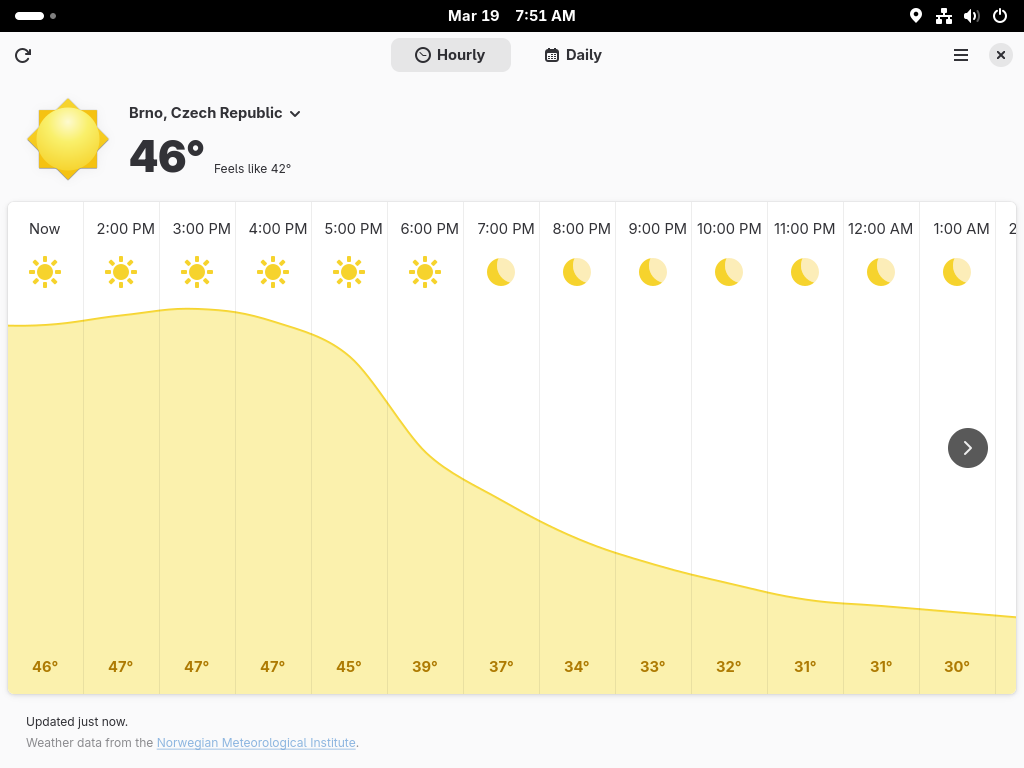 Mar 19 7:51 AM
Hourly Daily
Brno, Czech Republic
46° Feels like 42°
Now 2:00 PM 3:00 PM 4:00 PM 5:00 PM 6:00 PM 7:00 PM 8:00 PM 9:00 PM 10:00 PM 11:00 PM 12:00 AM 1:00 AM 2
46° 47° 47° 47° 45° 39° 37° 34° 33° 32° 31° 31° 30°
Updated just now.
Weather data from the Norwegian Meteorological Institute.